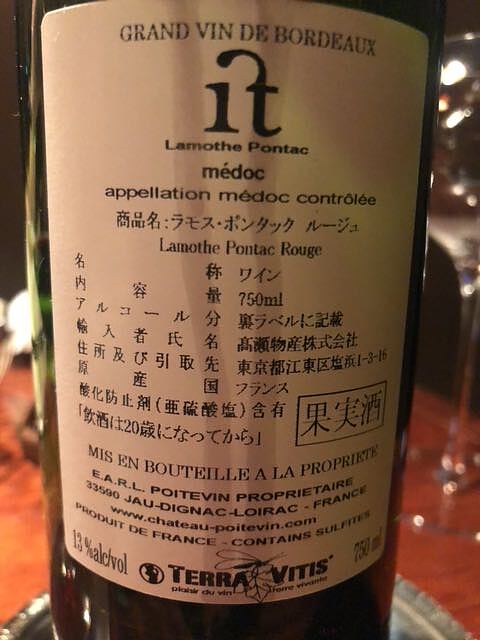 GRAND VIN DE BORDEAUX
it
Lamothe Pontac
médoc
appellation médoc contrôlée
商品名:ラモス・ポンタック ルージュ
Lamothe Pontac Rouge
名称 ワイン
内容量 750ml
アルコール分 裏ラベルに記載
輸入者氏名 髙瀬物産株式会社
住所及び引取先 東京都江東区塩浜1-3-16
原産国 フランス
酸化防止剤(亜硫酸塩)含有
「飲酒は20歳になってから」
果実酒
MIS EN BOUTEILLE A LA PROPRIETE
E.A.R.L. POITEVIN PROPRIETAIRE
33590 JAU-DIGNAC-LOIRAC - FRANCE
www.chateau-poitevin.com
PRODUIT DE FRANCE - CONTAINS SULFITES
13%alc/vol
TERRA VITIS
750 ml
plaisir du vin terre vivante